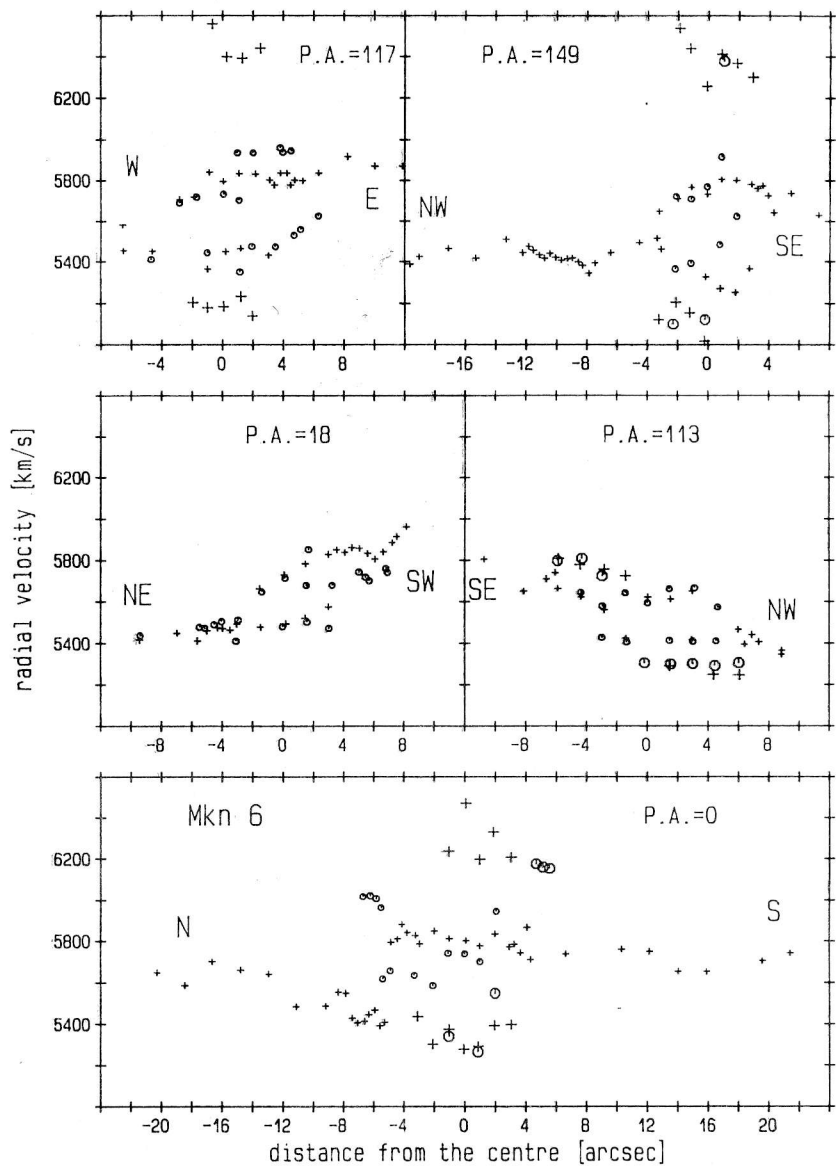 P.A.=117
P.A.=149
6200
W
5800
E
NW
5400
SE
-4 0 4 8
-16 -12 -8 -4 0 4
P.A.=18
P.A.=113
6200
5800
NE
SW
SE
NW
5400
-8 -4 0 4 8
-8 -4 0 4 8
radial velocity [km/s]
Mkn 6
P.A.=0
6200
N
S
5800
5400
-20 -16 -12 -8 -4 0 4 8 12 16 20
distance from the centre [arcsec]